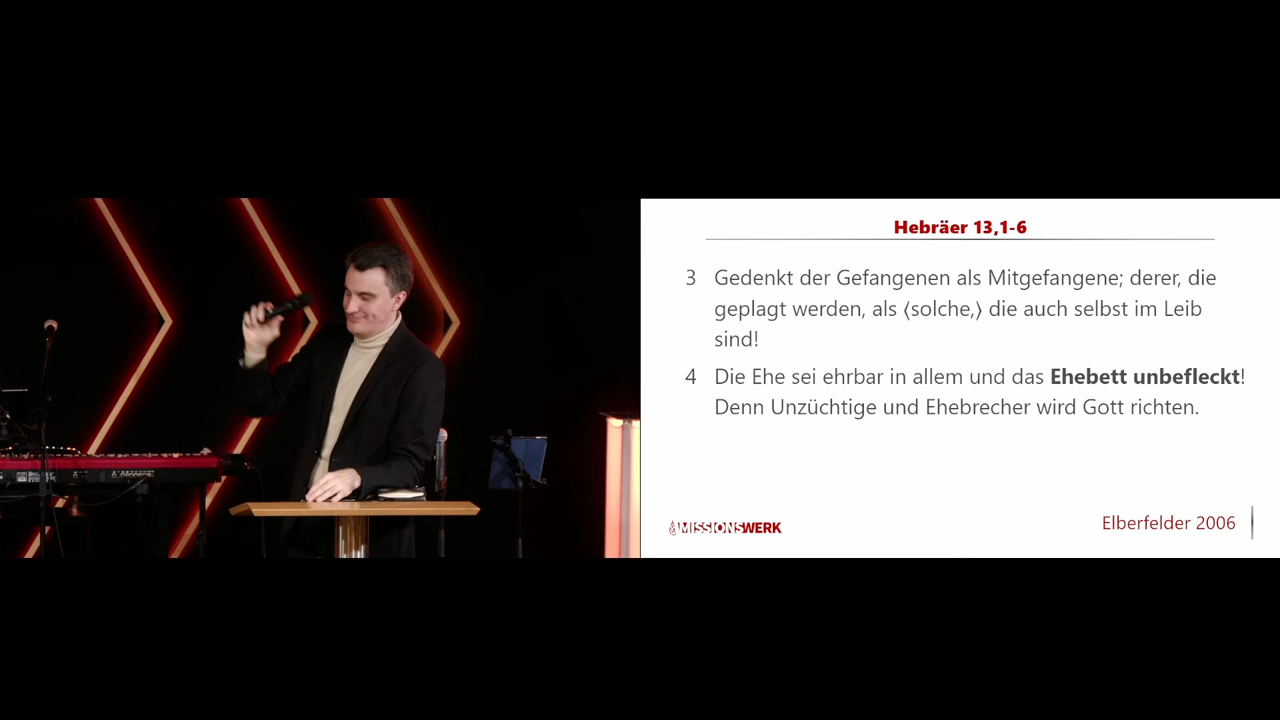 Hebräer 13,1-6
3 Gedenkt der Gefangenen als Mitgefangene; derer, die
geplagt werden, als ⟨solche,⟩ die auch selbst im Leib
sind!
4 Die Ehe sei ehrbar in allem und das Ehebett unbefleckt!
Denn Unzüchtige und Ehebrecher wird Gott richten.
MISSIONSWERK
Elberfelder 2006